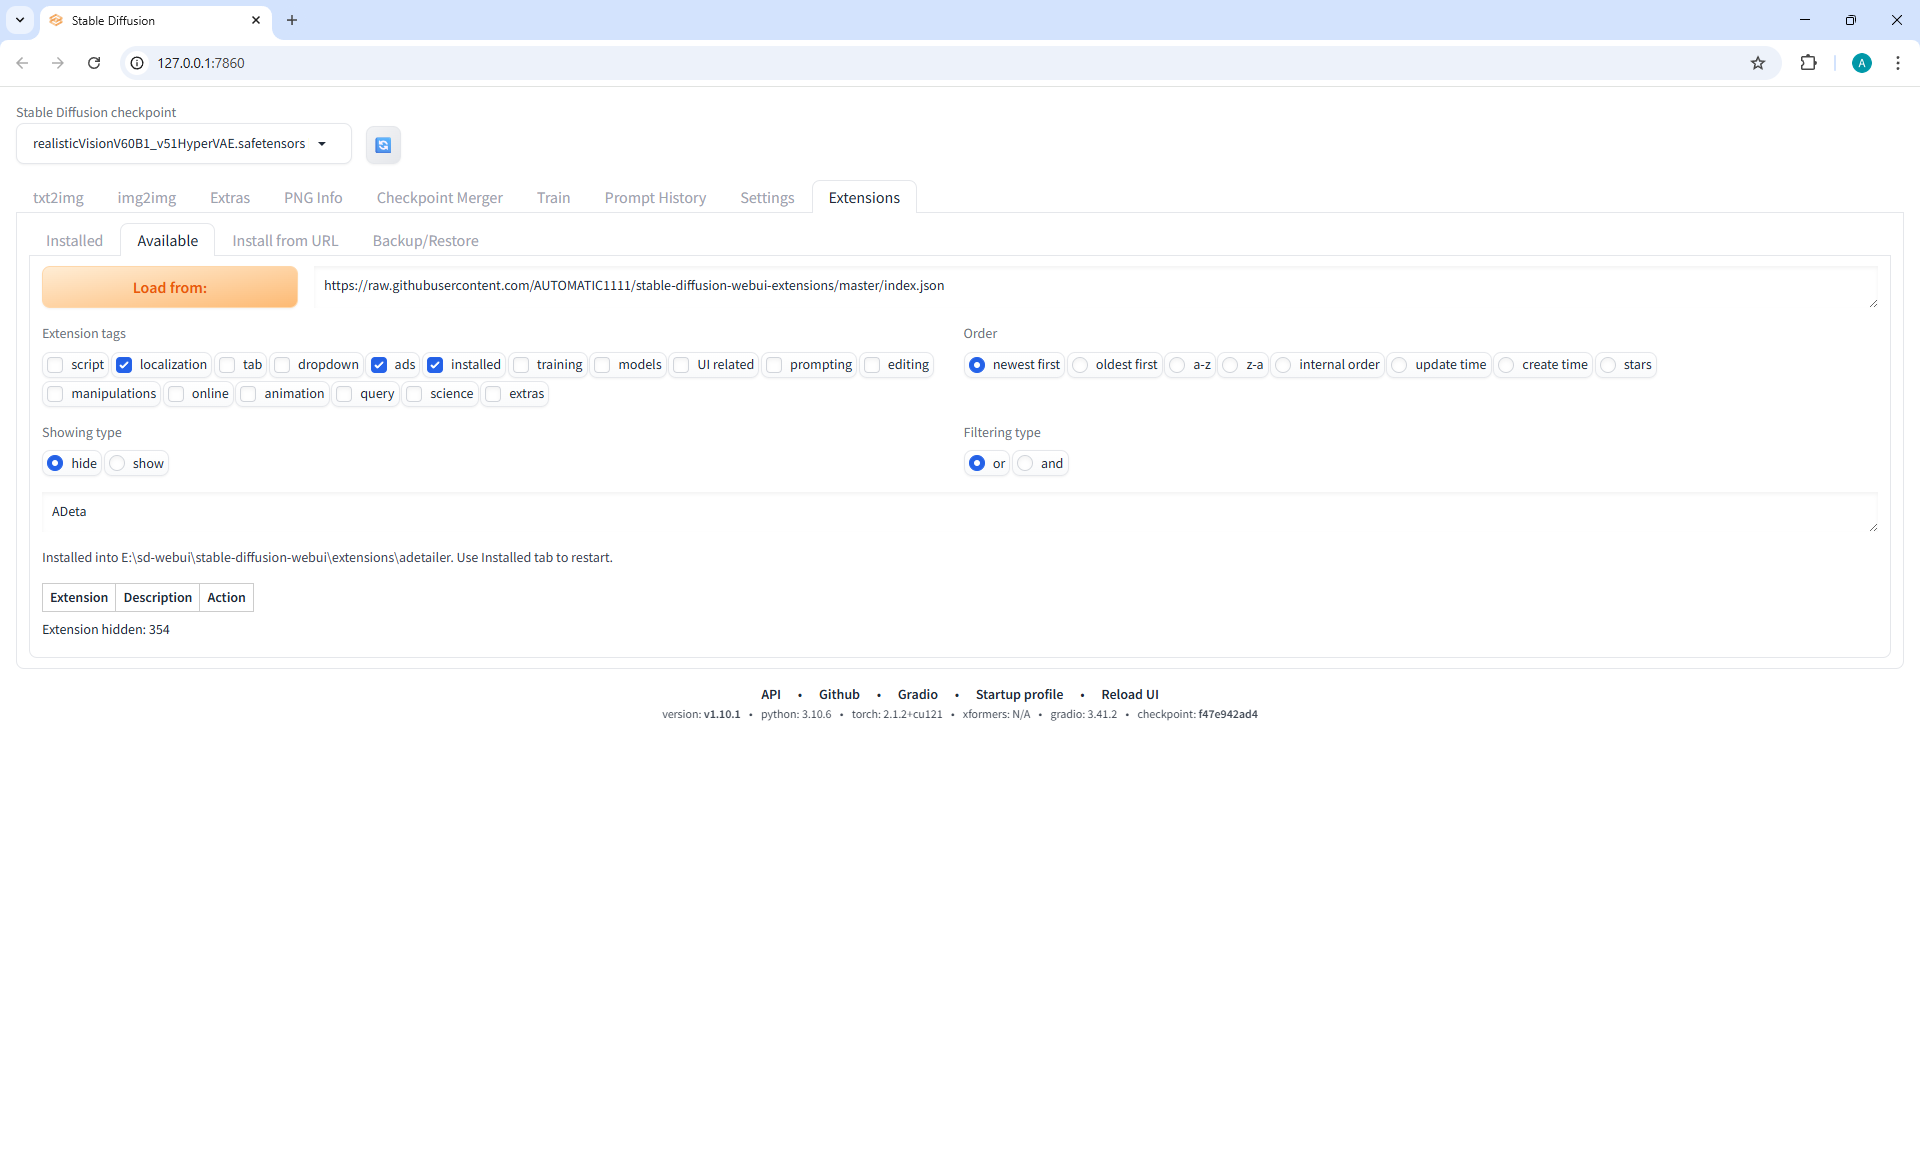 Stable Diffusion
127.0.0.1:7860
A
Stable Diffusion checkpoint
realisticVisionV60B1_v51HyperVAE.safetensors
txt2img img2img Extras PNG Info Checkpoint Merger Train Prompt History Settings Extensions
Installed Available Install from URL Backup/Restore
Load from: https://raw.githubusercontent.com/AUTOMATIC1111/stable-diffusion-webui-extensions/master/index.json
Extension tags Order
script localization tab dropdown ads installed training models UI related prompting editing newest first oldest first a-z z-a internal order update time create time stars
manipulations online animation query science extras
Showing type Filtering type
hide show or and
ADeta
Installed into E:\sd-webui\stable-diffusion-webui\extensions\adetailer. Use Installed tab to restart.
Extension Description Action
Extension hidden: 354
API • Github • Gradio • Startup profile • Reload UI
version: v1.10.1 • python: 3.10.6 • torch: 2.1.2+cu121 • xformers: N/A • gradio: 3.41.2 • checkpoint: f47e942ad4